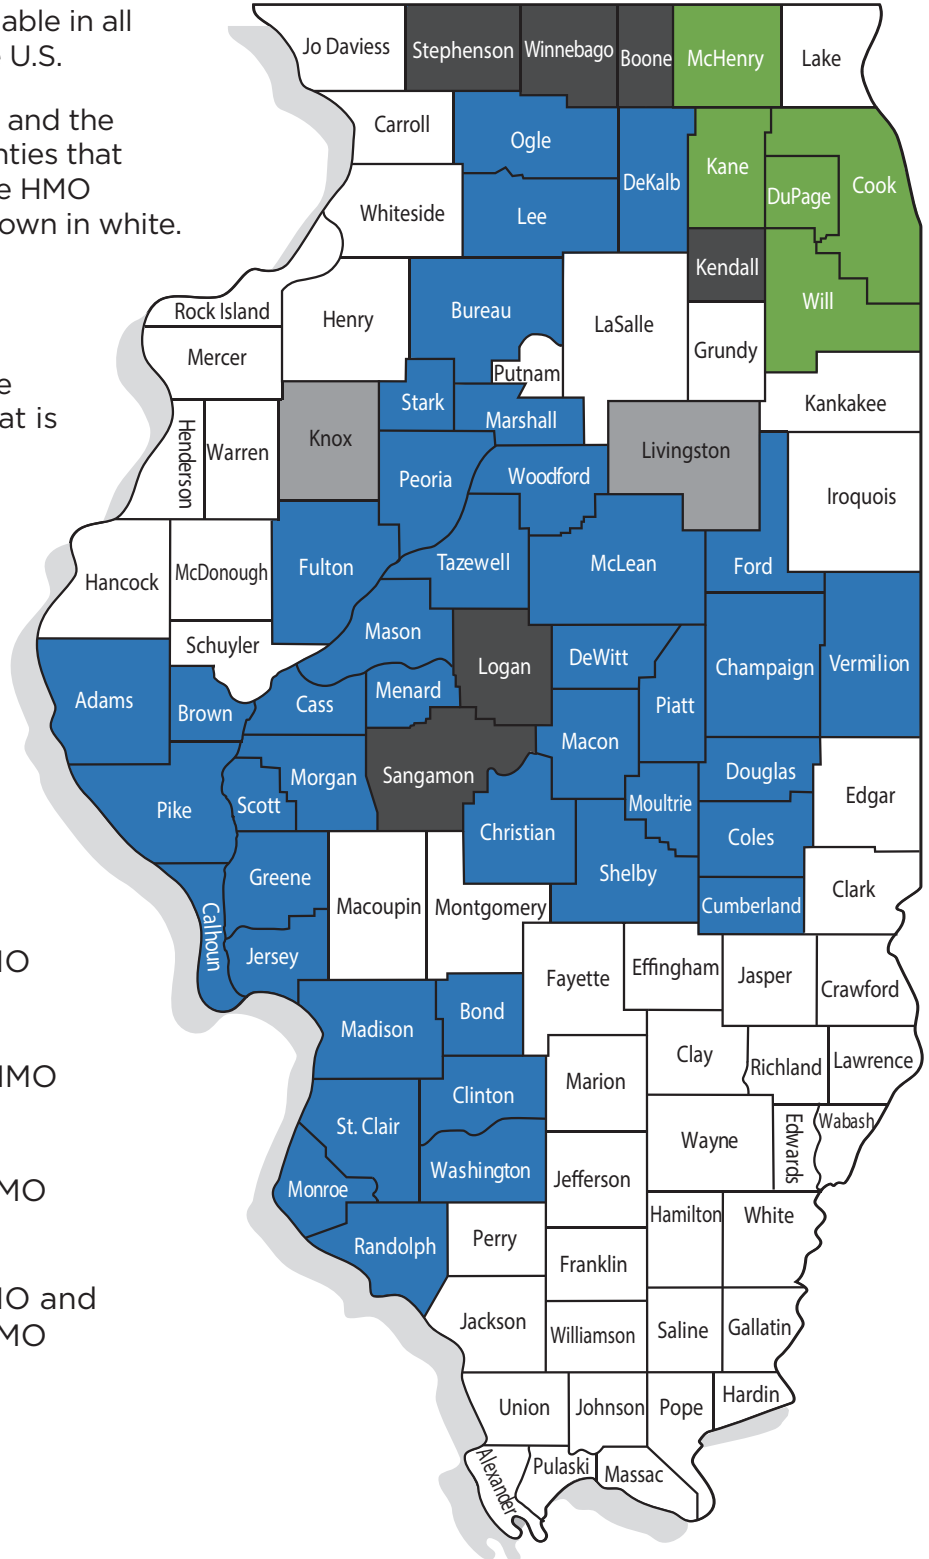 able in all
U.S.
and the
nties that
e HMO
own in white.
e
at is
IO
HMO
MO
IO and
MO
Jo Daviess
Stephenson
Winnebago
Boone
McHenry
Lake
Carroll
Ogle
DeKalb
Kane
DuPage
Cook
Whiteside
Lee
Kendall
Will
Rock Island
Henry
Bureau
LaSalle
Grundy
Mercer
Putnam
Kankakee
Henderson
Warren
Knox
Stark
Marshall
Livingston
Peoria
Woodford
Iroquois
Hancock
McDonough
Fulton
Tazewell
McLean
Ford
Schuyler
Mason
Logan
DeWitt
Champaign
Vermilion
Adams
Brown
Cass
Menard
Piatt
Macon
Pike
Scott
Morgan
Sangamon
Douglas
Edgar
Christian
Moultrie
Coles
Greene
Shelby
Macoupin
Montgomery
Cumberland
Clark
Calhoun
Jersey
Fayette
Effingham
Jasper
Crawford
Madison
Bond
Clay
Richland
Lawrence
Marion
Clinton
St. Clair
Wayne
Edwards
Wabash
Washington
Jefferson
Monroe
Hamilton
White
Randolph
Perry
Franklin
Jackson
Williamson
Saline
Gallatin
Union
Johnson
Pope
Hardin
Alexander
Pulaski
Massac